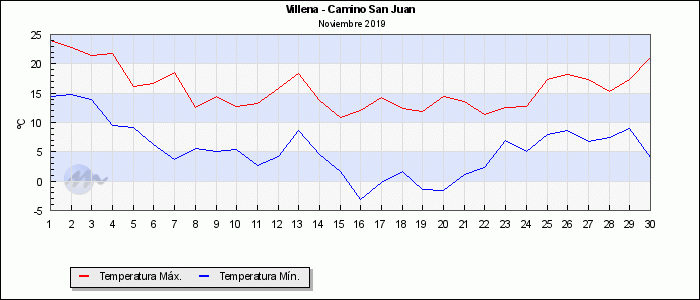 Villena - Camino San Juan
Noviembre 2019
25
20
15
10
5
0
-5
ºC
1 2 3 4 5 6 7 8 9 10 11 12 13 14 15 16 17 18 19 20 21 22 23 24 25 26 27 28 29 30
Temperatura Máx. Temperatura Mín.